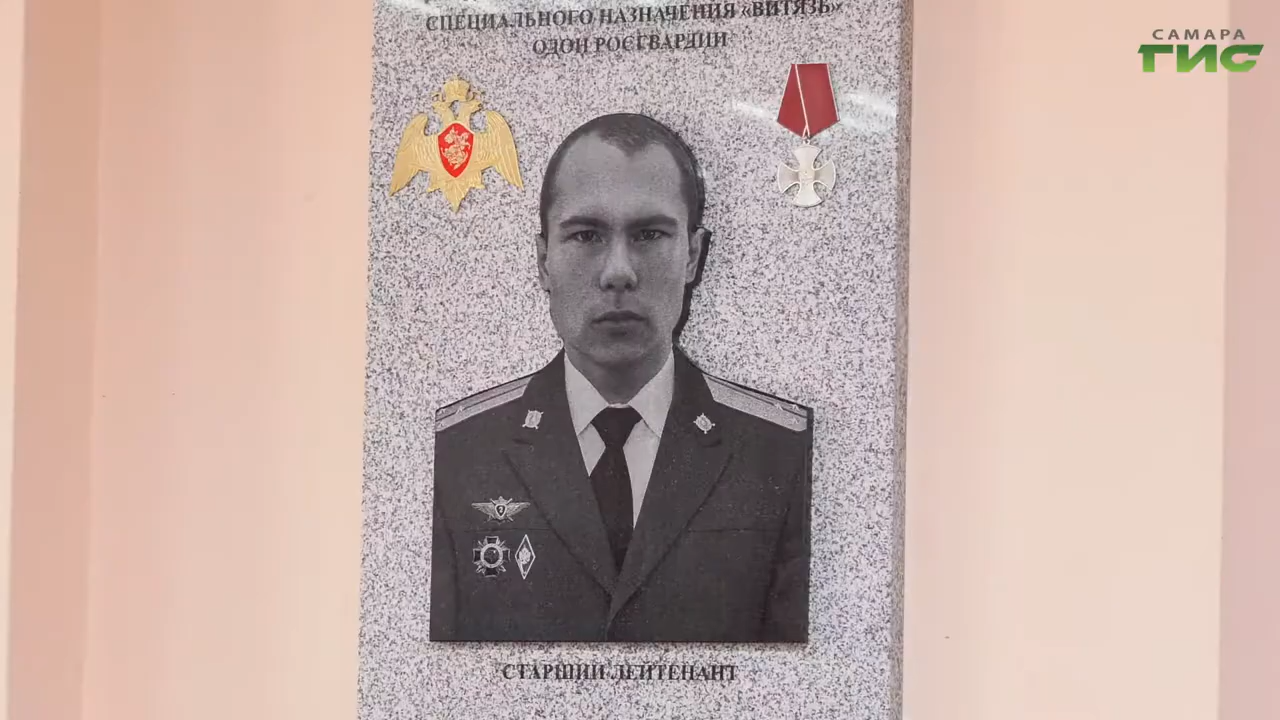 СПЕЦИАЛЬНОГО НАЗНАЧЕНИЯ «ВИТЯЗЬ»
ОДОН РОСГВАРДИИ
САМАРА
ГИС
СТАРШИЙ ЛЕЙТЕНАНТ